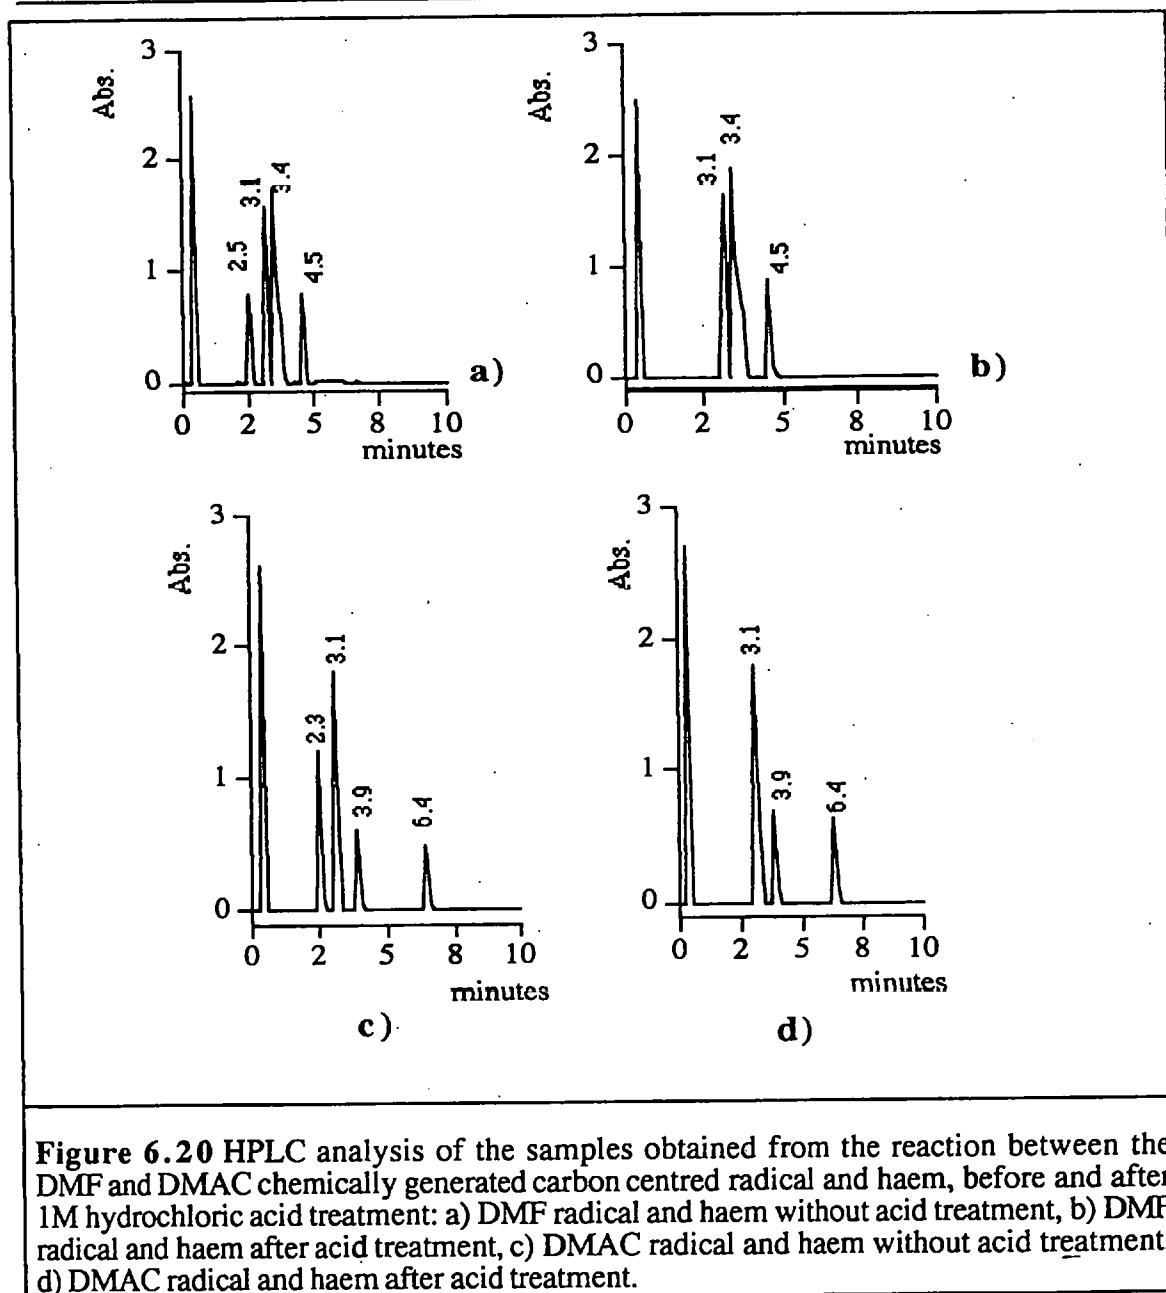 3
Abs.
2
1
0
2.5
3.1
3.4
4.5
0 2 5 8 10
minutes
a)
3
Abs.
2
1
0
3.1
3.4
4.5
0 2 5 8 10
minutes
b)
3
Abs.
2
1
0
2.3
3.1
3.9
6.4
0 2 5 8 10
minutes
c)
3
Abs.
2
1
0
3.1
3.9
6.4
0 2 5 8 10
minutes
d)
Figure 6.20 HPLC analysis of the samples obtained from the reaction between the
DMF and DMAC chemically generated carbon centred radical and haem, before and after
1M hydrochloric acid treatment: a) DMF radical and haem without acid treatment, b) DMF
radical and haem after acid treatment, c) DMAC radical and haem without acid treatment,
d) DMAC radical and haem after acid treatment.